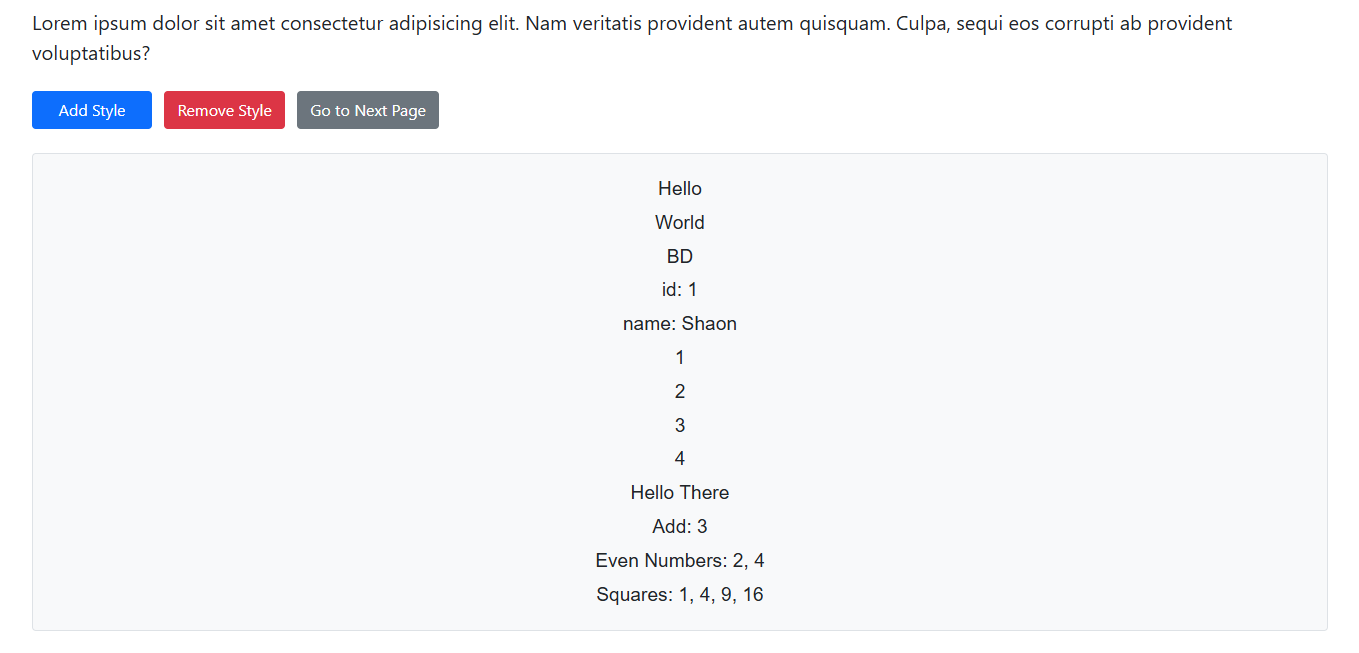 Lorem ipsum dolor sit amet consectetur adipisicing elit. Nam veritatis provident autem quisquam. Culpa, sequi eos corrupti ab provident
voluptatibus?
Add Style Remove Style Go to Next Page
Hello
World
BD
id: 1
name: Shaon
1
2
3
4
Hello There
Add: 3
Even Numbers: 2, 4
Squares: 1, 4, 9, 16